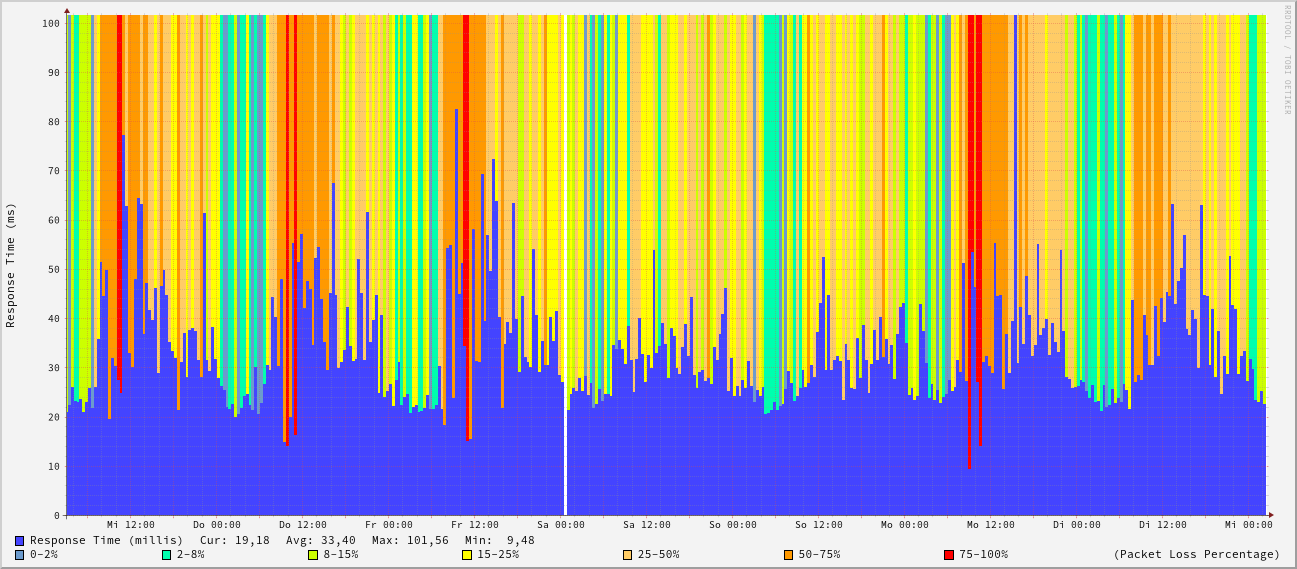 RRDTOOL / TOBI OETIKER
Response Time (ms)
100
90
80
70
60
50
40
30
20
10
0
Mi 12:00 Do 00:00 Do 12:00 Fr 00:00 Fr 12:00 Sa 00:00 Sa 12:00 So 00:00 So 12:00 Mo 00:00 Mo 12:00 Di 00:00 Di 12:00 Mi 00:00
Response Time (millis) Cur: 19,18 Avg: 33,40 Max: 101,56 Min: 9,48
0-2% 2-8% 8-15% 15-25% 25-50% 50-75% 75-100% (Packet Loss Percentage)